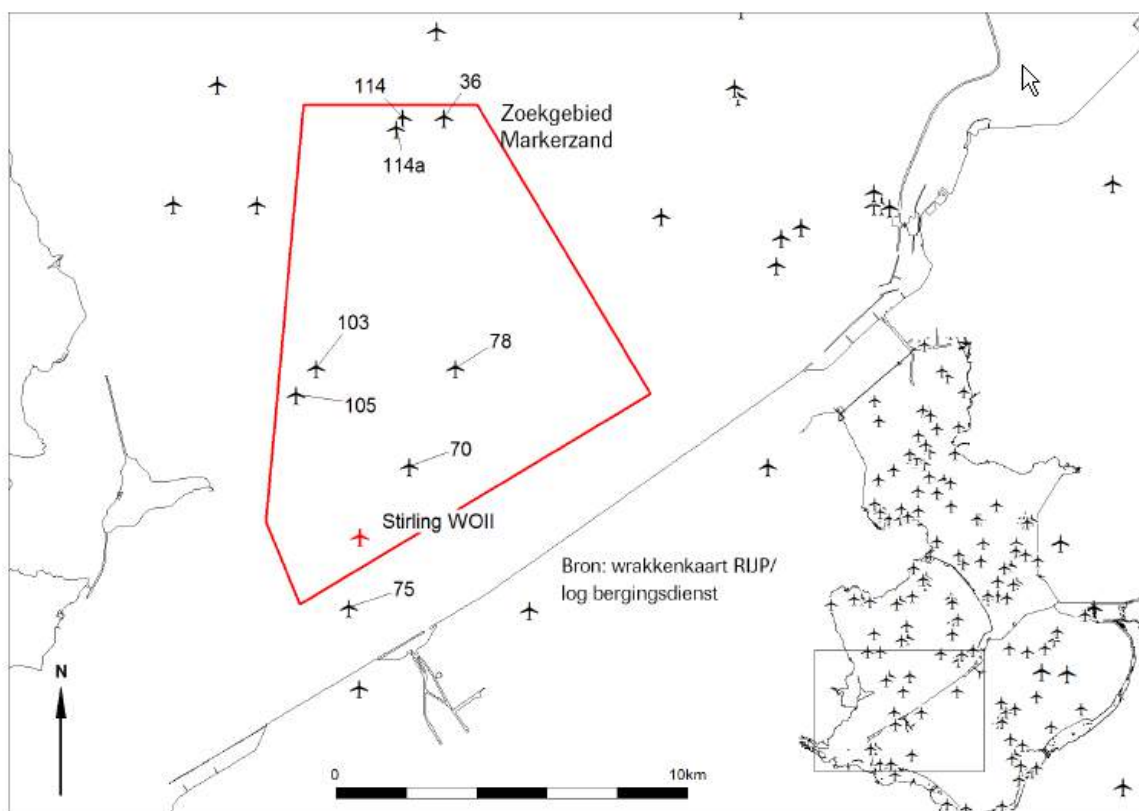 114
36
Zoekgebied
Markerzand
114a
103
78
105
70
Stirling WOII
Bron: wrakkenkaart RIJP/
log bergingsdienst
75
N
0
10km